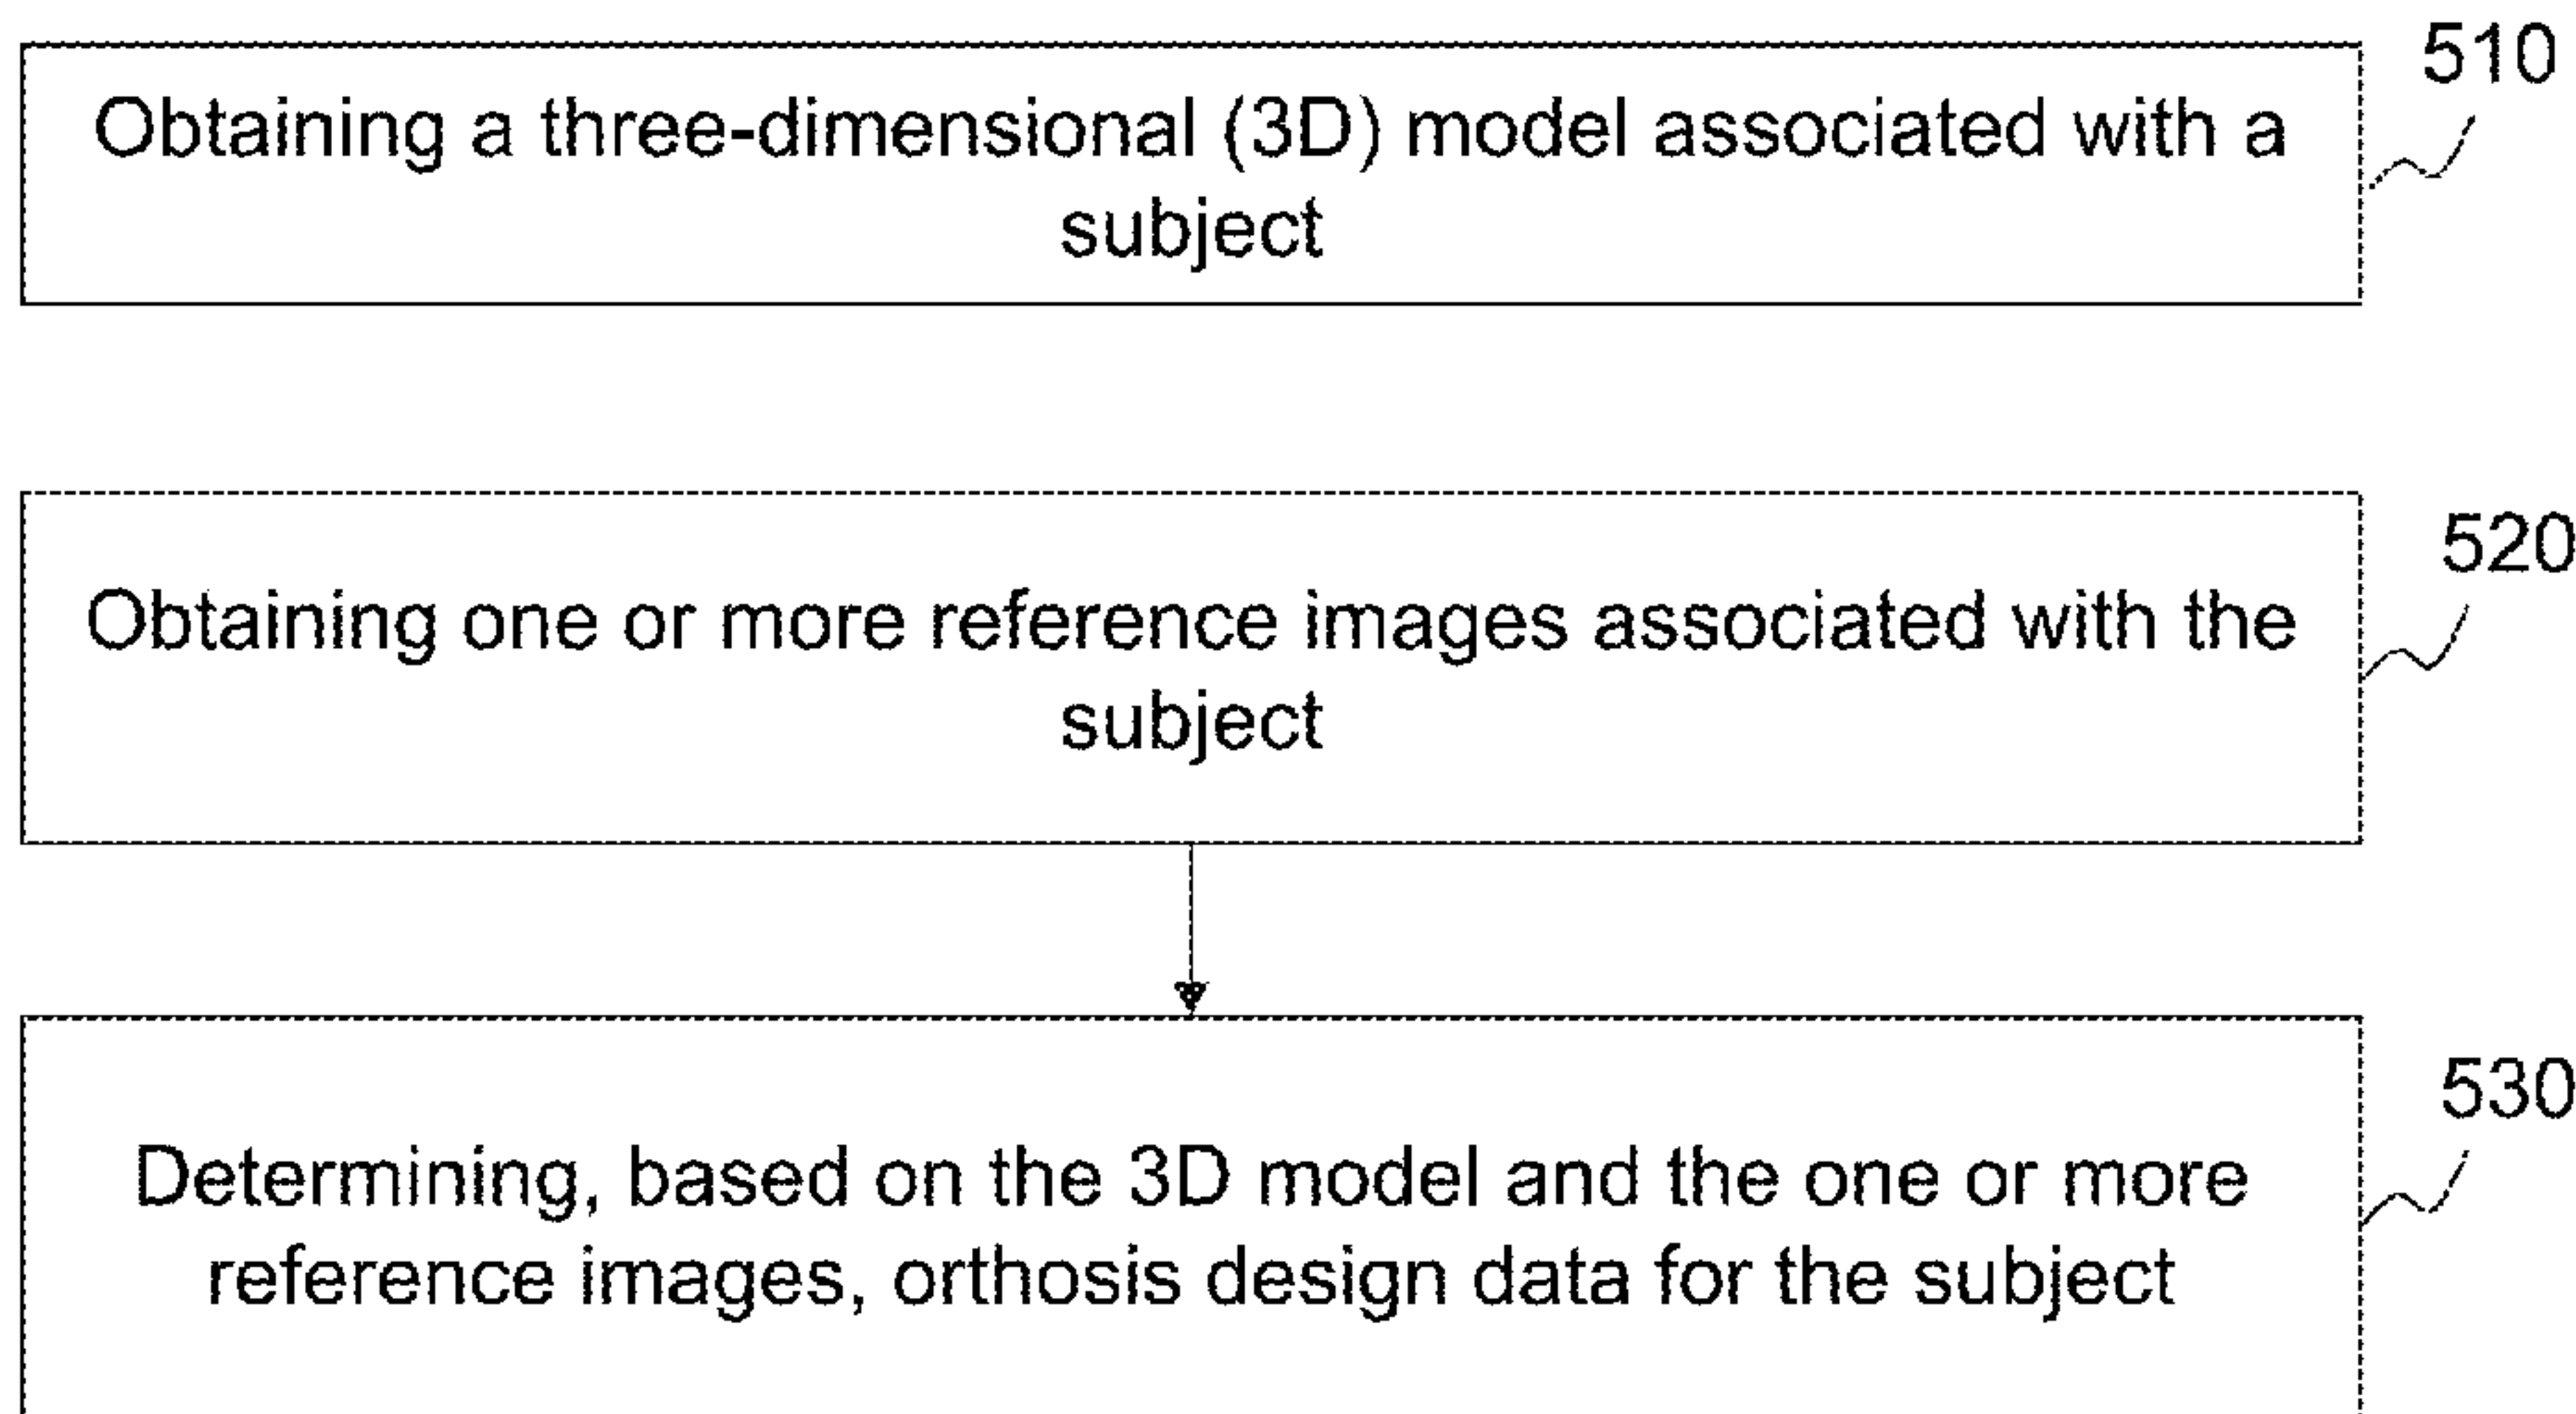 510
Obtaining a three-dimensional (3D) model associated with a
subject
520
Obtaining one or more reference images associated with the
subject
530
Determining, based on the 3D model and the one or more
reference images, orthosis design data for the subject